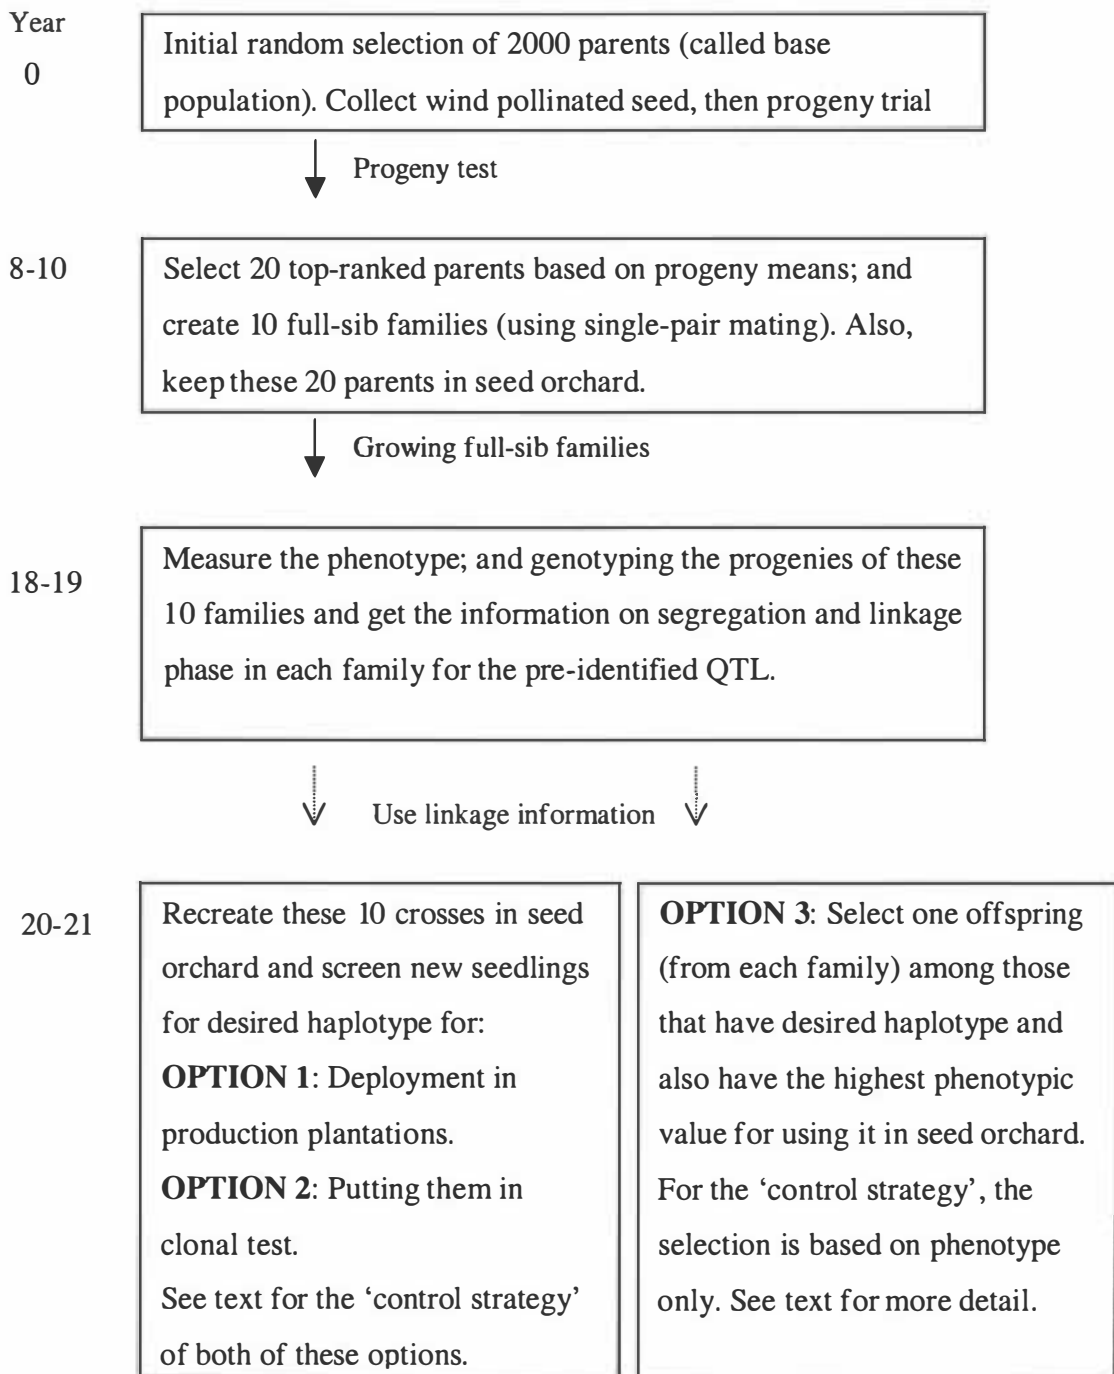 Year
0
Initial random selection of 2000 parents (called base
population). Collect wind pollinated seed, then progeny trial
Progeny test
8-10
Select 20 top-ranked parents based on progeny means; and
create 10 full-sib families (using single-pair mating). Also,
keep these 20 parents in seed orchard.
Growing full-sib families
18-19
Measure the phenotype; and genotyping the progenies of these
10 families and get the information on segregation and linkage
phase in each family for the pre-identified QTL.
Use linkage information
20-21
Recreate these 10 crosses in seed
orchard and screen new seedlings
for desired haplotype for:
OPTION 1: Deployment in
production plantations.
OPTION 2: Putting them in
clonal test.
See text for the ‘control strategy’
of both of these options.
OPTION 3: Select one offspring
(from each family) among those
that have desired haplotype and
also have the highest phenotypic
value for using it in seed orchard.
For the ‘control strategy’, the
selection is based on phenotype
only. See text for more detail.